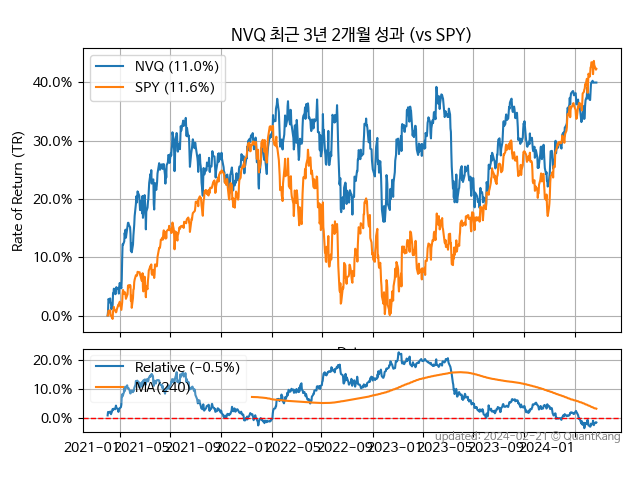 NVQ 최근 3년 2개월 성과 (vs SPY)
NVQ (11.0%)
SPY (11.6%)
Rate of Return (TR)
40.0%
30.0%
20.0%
10.0%
0.0%
Relative (−0.5%)
MA(240)
20.0%
10.0%
0.0%
2021−01 2021−05 2021−09 2022−01 2022−05 2022−09 2023−01 2023−05 2023−09 2024−01
updated: 2024−02−21 © QuantKang